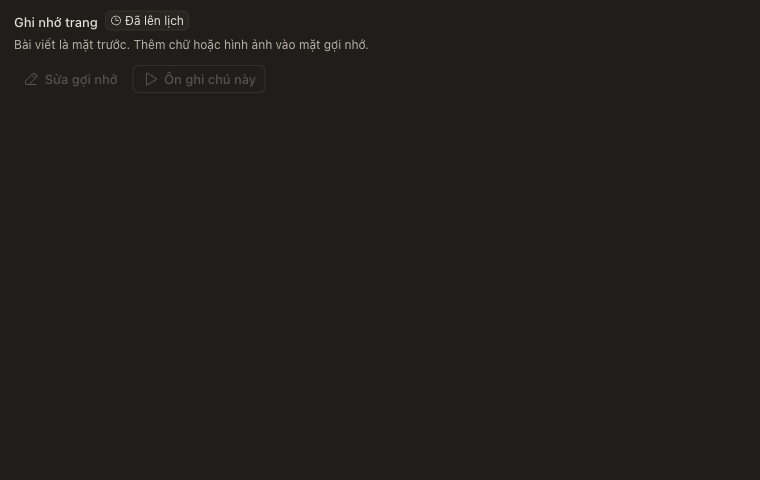 Ghi nhớ trang Đã lên lịch
Bài viết là mặt trước. Thêm chữ hoặc hình ảnh vào mặt gợi nhớ.
Sửa gợi nhớ Ôn ghi chú này